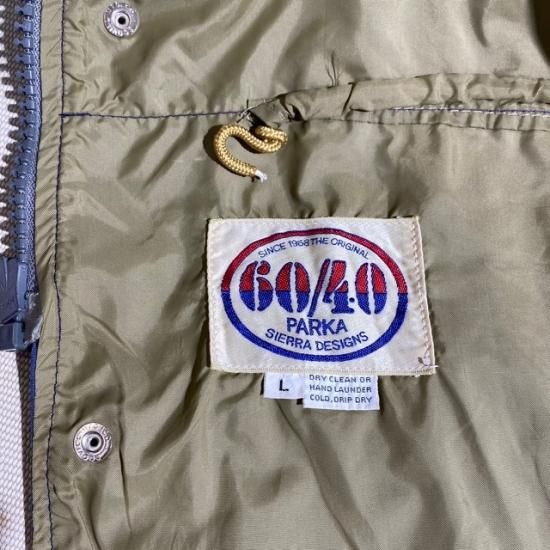 SINCE 1968 THE ORIGINAL
60/40
PARKA
SIERRA DESIGNS
L
DRY CLEAN OR
HAND LAUNDER
COLD, DRIP DRY